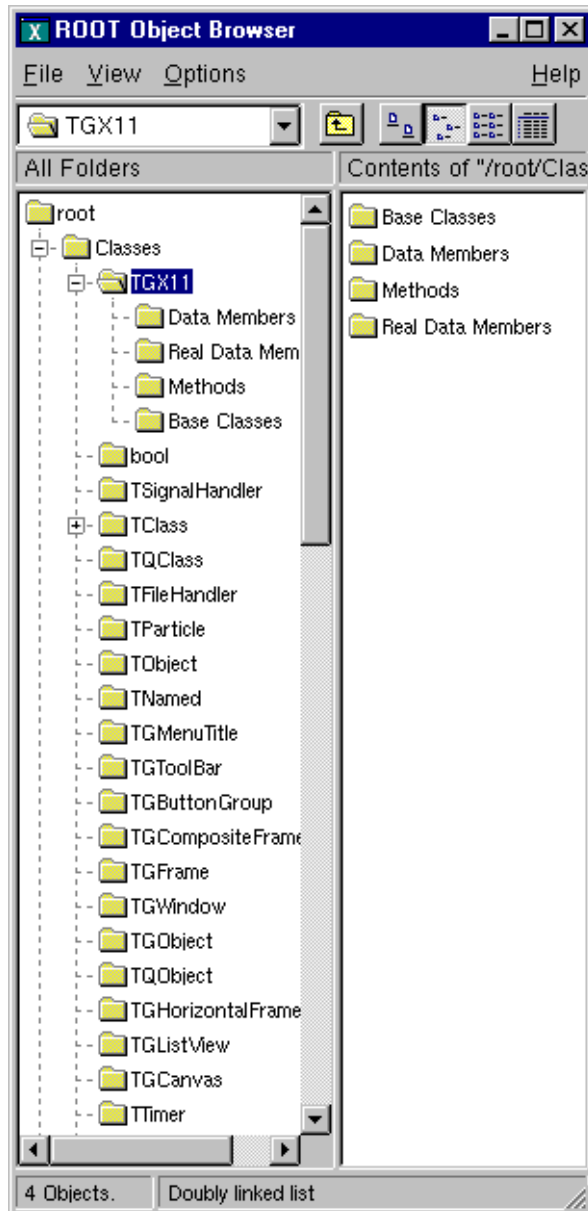 X ROOT Object Browser
File View Options Help
TGX11
All Folders
Contents of "/root/Clas
root
Classes
TGX11
Data Members
Real Data Mem
Methods
Base Classes
bool
TSignalHandler
TClass
TQClass
TFileHandler
TParticle
TObject
TNamed
TGMenuTitle
TGToolBar
TGButtonGroup
TGCompositeFrame
TGFrame
TGWindow
TGObject
TQObject
TGHorizontalFrame
TGListView
TGCanvas
TTimer
Base Classes
Data Members
Methods
Real Data Members
4 Objects.
Doubly linked list